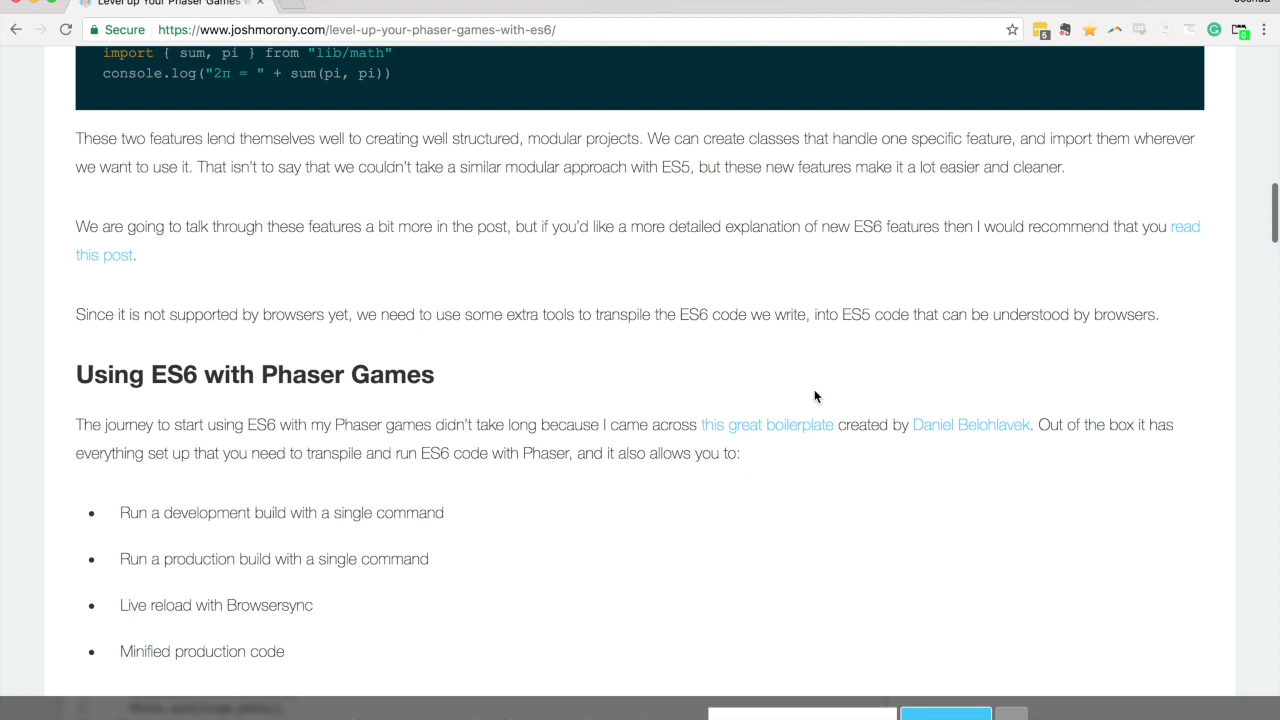 Level up Your Phaser Games w
Joshua
Secure
https://www.joshmorony.com/level-up-your-phaser-games-with-es6/
import { sum, pi } from "lib/math"
console.log("2π = " + sum(pi, pi))
These two features lend themselves well to creating well structured, modular projects. We can create classes that handle one specific feature, and import them wherever
we want to use it. That isn't to say that we couldn't take a similar modular approach with ES5, but these new features make it a lot easier and cleaner.
We are going to talk through these features a bit more in the post, but if you'd like a more detailed explanation of new ES6 features then I would recommend that you read
this post.
Since it is not supported by browsers yet, we need to use some extra tools to transpile the ES6 code we write, into ES5 code that can be understood by browsers.
Using ES6 with Phaser Games
The journey to start using ES6 with my Phaser games didn't take long because I came across this great boilerplate created by Daniel Belohlavek. Out of the box it has
everything set up that you need to transpile and run ES6 code with Phaser, and it also allows you to:
• Run a development build with a single command
• Run a production build with a single command
• Live reload with Browsersync
• Minified production code